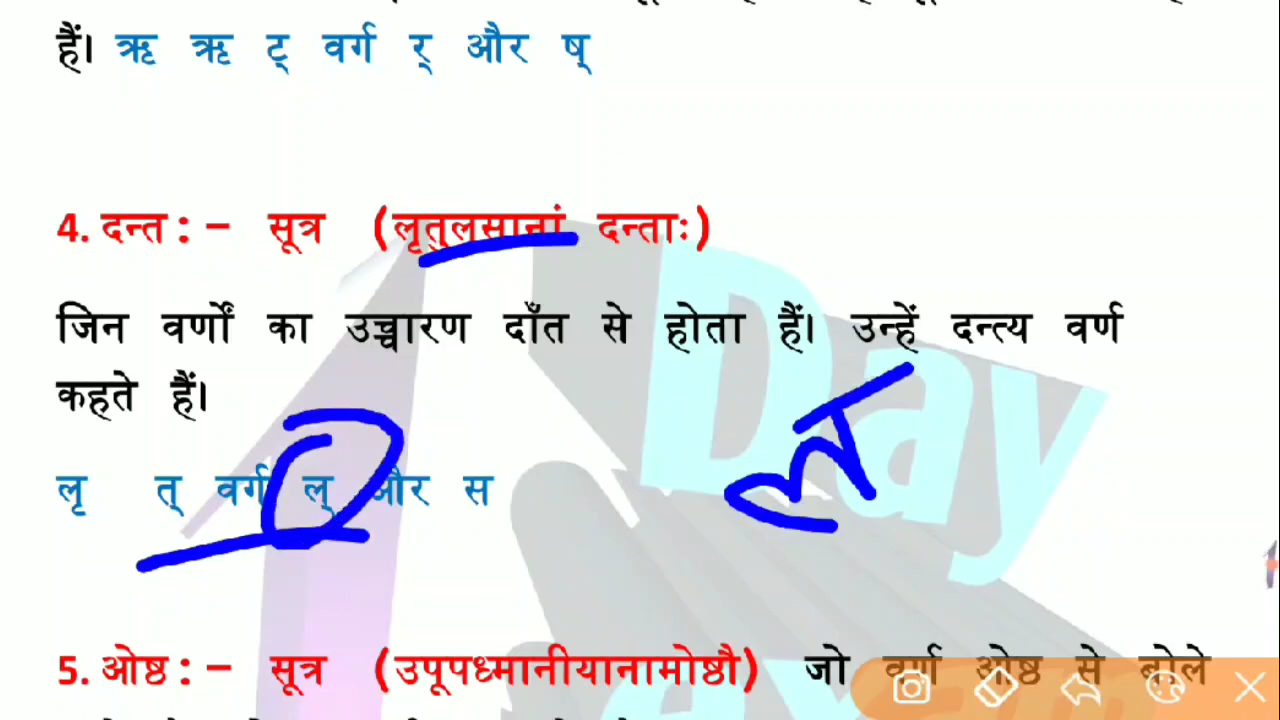 हैं। ऋ ऋ ट् वर्ग र् और ष्
4. दन्त : – सूत्र (लृतुलसानां दन्ताः)
जिन वर्णों का उच्चारण दाँत से होता हैं। उन्हें दन्त्य वर्ण
कहते हैं।
लृ त् वर्ग ल् और स
ल
5. ओष्ठ : – सूत्र (उपूपध्मानीयानामोष्ठौ) जो वर्ण ओष्ठ से बोले
Day